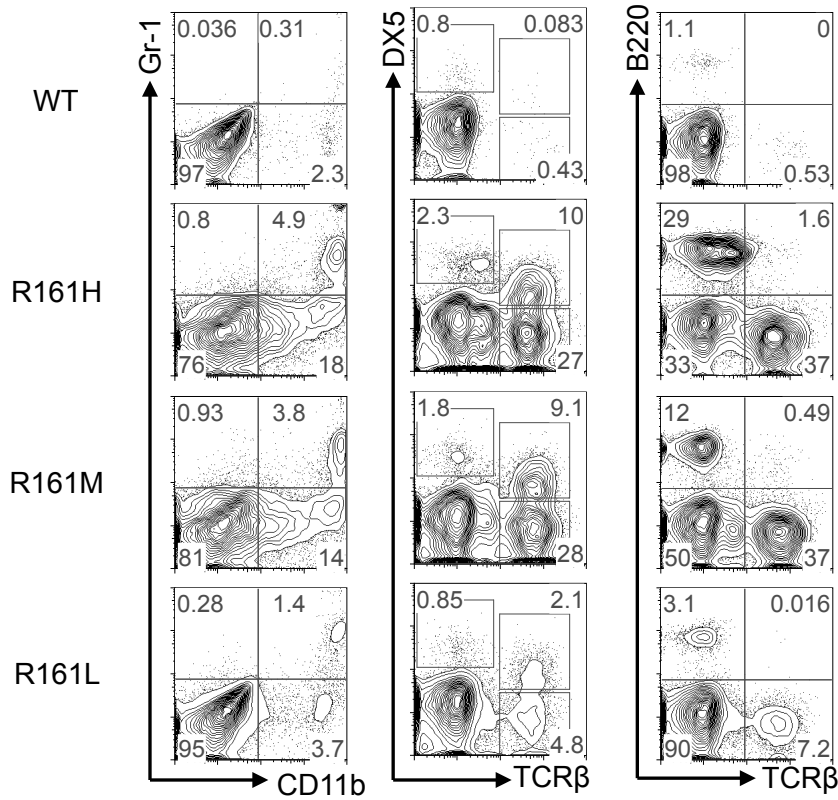 Gr-1 DX5 B220
WT 0.036 0.31 0.8 0.083 1.1 0
97 2.3 0.43 98 0.53
R161H 0.8 4.9 2.3 10 29 1.6
76 18 27 33 37
R161M 0.93 3.8 1.8 9.1 12 0.49
81 14 28 50 37
R161L 0.28 1.4 0.85 2.1 3.1 0.016
95 3.7 4.8 90 7.2
CD11b TCRβ TCRβ